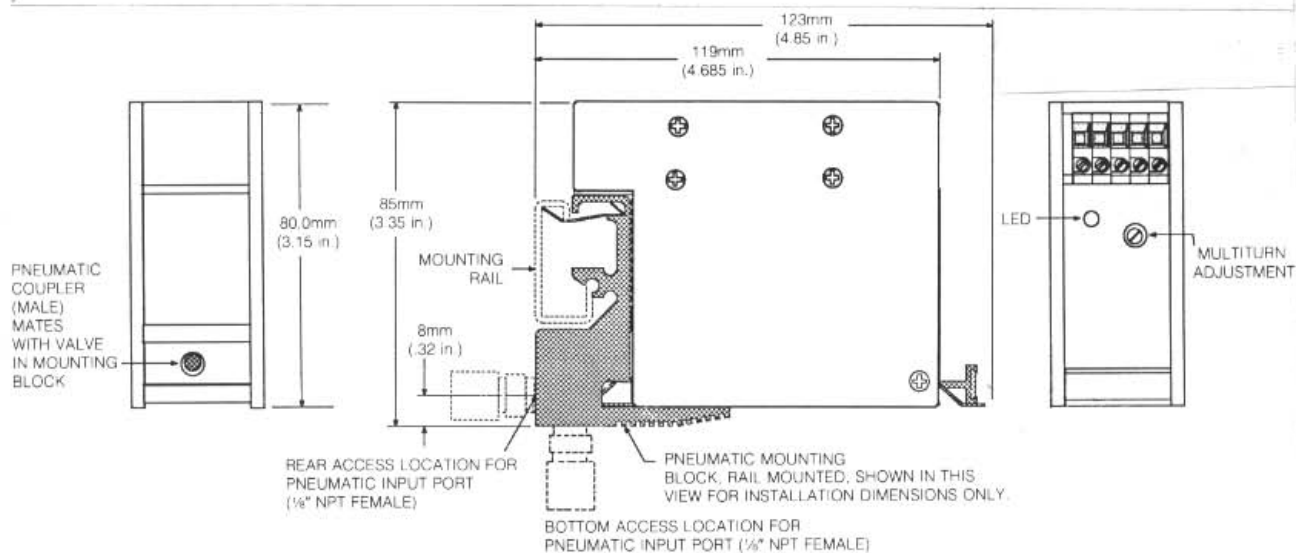 123mm
(4.85 in.)
119mm
(4.685 in.)
80.0mm
(3.15 in.)
85mm
(3.35 in.)
MOUNTING
RAIL
LED
MULTITURN
ADJUSTMENT
PNEUMATIC
COUPLER
(MALE)
MATES
WITH VALVE
IN MOUNTING
BLOCK
8mm
(.32 in.)
REAR ACCESS LOCATION FOR
PNEUMATIC INPUT PORT
(⅛" NPT FEMALE)
PNEUMATIC MOUNTING
BLOCK, RAIL MOUNTED, SHOWN IN THIS
VIEW FOR INSTALLATION DIMENSIONS ONLY.
BOTTOM ACCESS LOCATION FOR
PNEUMATIC INPUT PORT (⅛" NPT FEMALE)